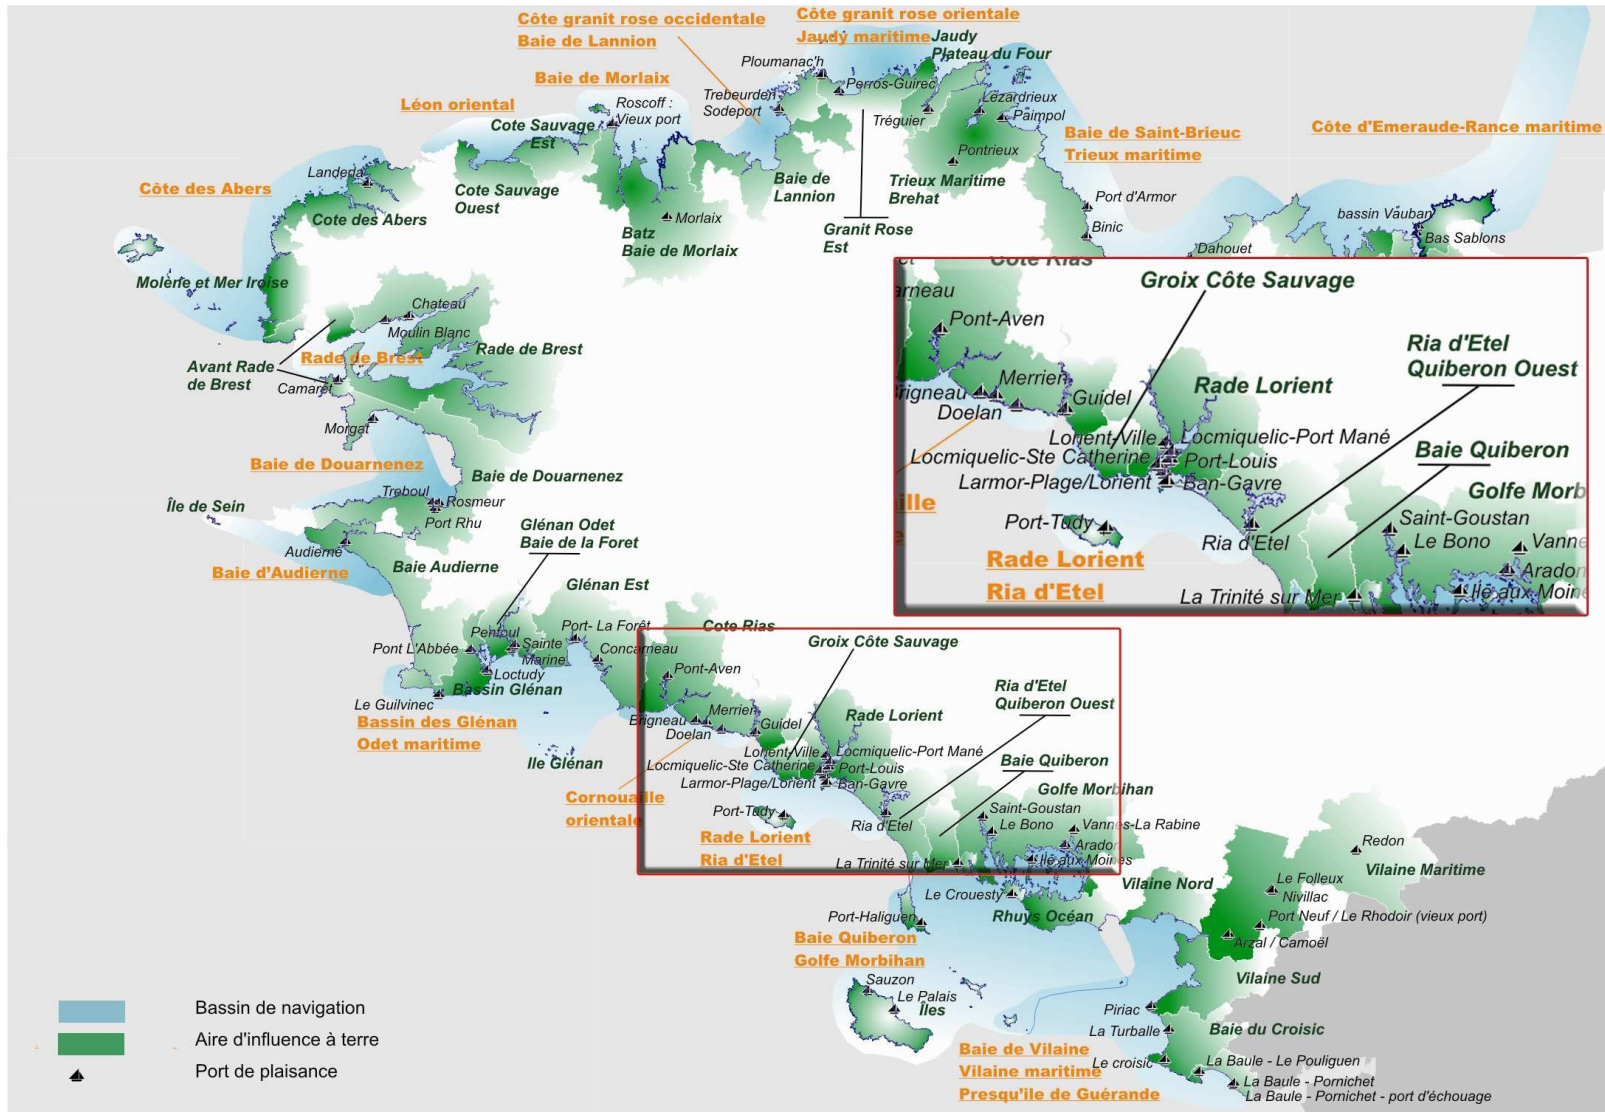 Côte granit rose occidentale
Baie de Lannion
Côte granit rose orientale
Jaudy maritime
Jaudy
Plateau du Four
Ploumanac'h
Perros-Guirec
Baie de Morlaix
Trebeurden
Sodeport
Léon oriental
Roscoff :
Vieux port
Cote Sauvage
Est
Tréguier
Lézardrieux
Paimpol
Baie de Saint-Brieuc
Trieux maritime
Côte d'Emeraude-Rance maritime
Pontrieux
Landeda
Côte des Abers
Cote Sauvage
Ouest
Cote des Abers
Baie de
Lannion
Trieux Maritime
Brehat
Port d'Armor
Binic
Morlaix
Batz
Baie de Morlaix
Granit Rose
Est
bassin Vauban
Bas Sablons
Dahouet
Molène et Mer Iroise
Chateau
Moulin Blanc
Rade de Brest
Rade de Brest
Avant Rade
de Brest
Camaret
Morgat
Baie de Douarnenez
Baie de Douarnenez
Treboul
Rosmeur
Port Rhu
Île de Sein
Audierne
Baie d'Audierne
Baie Audierne
Glénan Odet
Baie de la Foret
Glénan Est
Cote Rias
arneau
Pont-Aven
Groix Côte Sauvage
Ria d'Etel
Quiberon Ouest
Merrien
Brigneau
Doelan
Guidel
Rade Lorient
Lorient-Ville
Locmiquelic-Port Mané
Locmiquelic-Ste Catherine
Port-Louis
Larmor-Plage/Lorient
Ban-Gavre
Baie Quiberon
Golfe Morb
ille
e
Port-Tudy
Rade Lorient
Ria d'Etel
Ria d'Etel
Saint-Goustan
Le Bono
Vanne
Aradon
La Trinité sur Mer
Ile aux Moine
Port- La Forêt
Concarneau
Penfoul
Sainte
Marine
Pont L'Abbée
Loctudy
Bassin Glénan
Le Guilvinec
Bassin des Glénan
Odet maritime
Ile Glénan
Cote Rias
Pont-Aven
Groix Côte Sauvage
Ria d'Etel
Quiberon Ouest
Merrien
Brigneau
Doelan
Guidel
Rade Lorient
Lorient-Ville
Locmiquelic-Port Mané
Locmiquelic-Ste Catherine
Port-Louis
Larmor-Plage/Lorient
Ban-Gavre
Baie Quiberon
Golfe Morbihan
Cornouaille
orientale
Port-Tudy
Rade Lorient
Ria d'Etel
Ria d'Etel
Saint-Goustan
Le Bono
Vannes-La Rabine
Aradon
La Trinité sur Mer
Ile aux Moines
Redon
Vilaine Maritime
Vilaine Nord
Le Folleux
Nivillac
Port Neuf / Le Rhodoir (vieux port)
Arzal / Camoël
Le Crouesty
Rhuys Océan
Port-Haliguen
Baie Quiberon
Golfe Morbihan
Vilaine Sud
Sauzon
Le Palais
Îles
Piriac
La Turballe
Baie du Croisic
Baie de Vilaine
Vilaine maritime
Presqu'ile de Guérande
Le croisic
La Baule - Le Pouliguen
La Baule - Pornichet
La Baule - Pornichet - port d'échouage
Bassin de navigation
Aire d'influence à terre
Port de plaisance